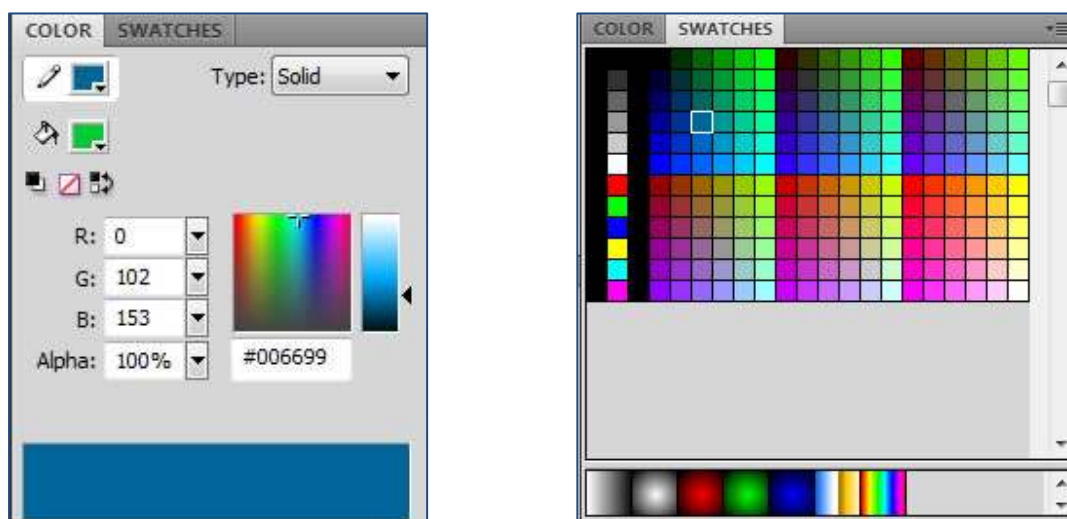 COLOR SWATCHES
Type: Solid
R: 0
G: 102
B: 153
Alpha: 100% #006699
COLOR SWATCHES